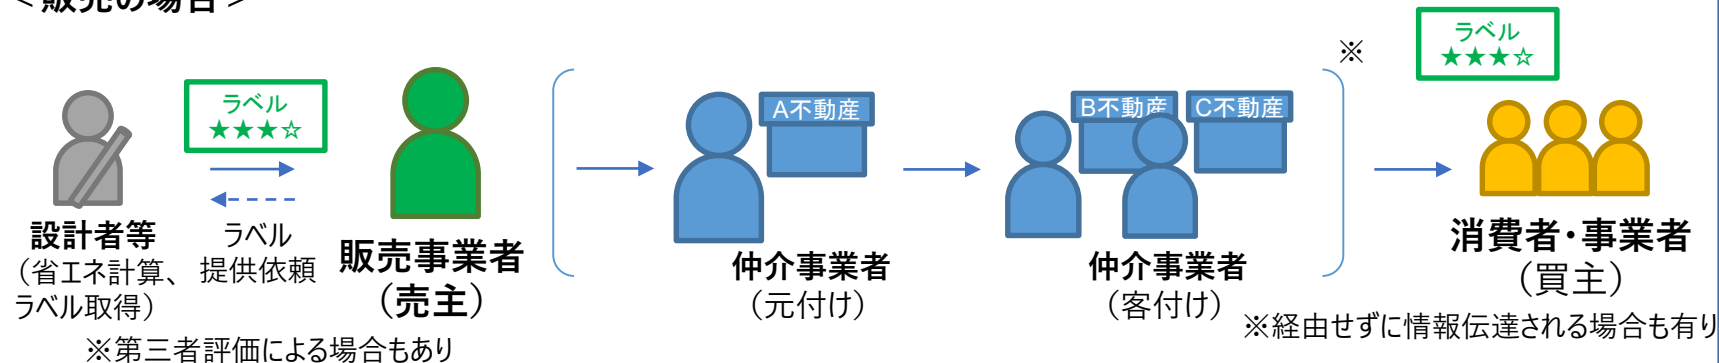 <販売の場合>
ラベル
★★★☆
設計者等
（省エネ計算、
ラベル取得）
ラベル
提供依頼
販売事業者
（売主）
※第三者評価による場合もあり
A不動産
仲介事業者
（元付け）
B不動産
C不動産
仲介事業者
（客付け）
※
ラベル
★★★☆
消費者・事業者
（買主）
※経由せずに情報伝達される場合も有り